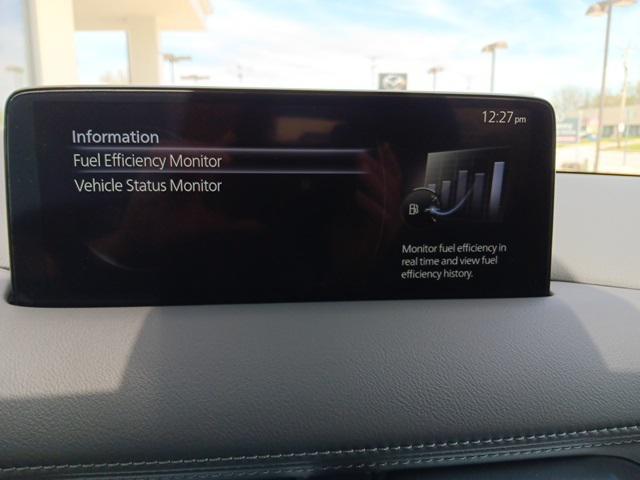 12:27 pm
Information
Fuel Efficiency Monitor
Vehicle Status Monitor
Monitor fuel efficiency in
real time and view fuel
efficiency history.